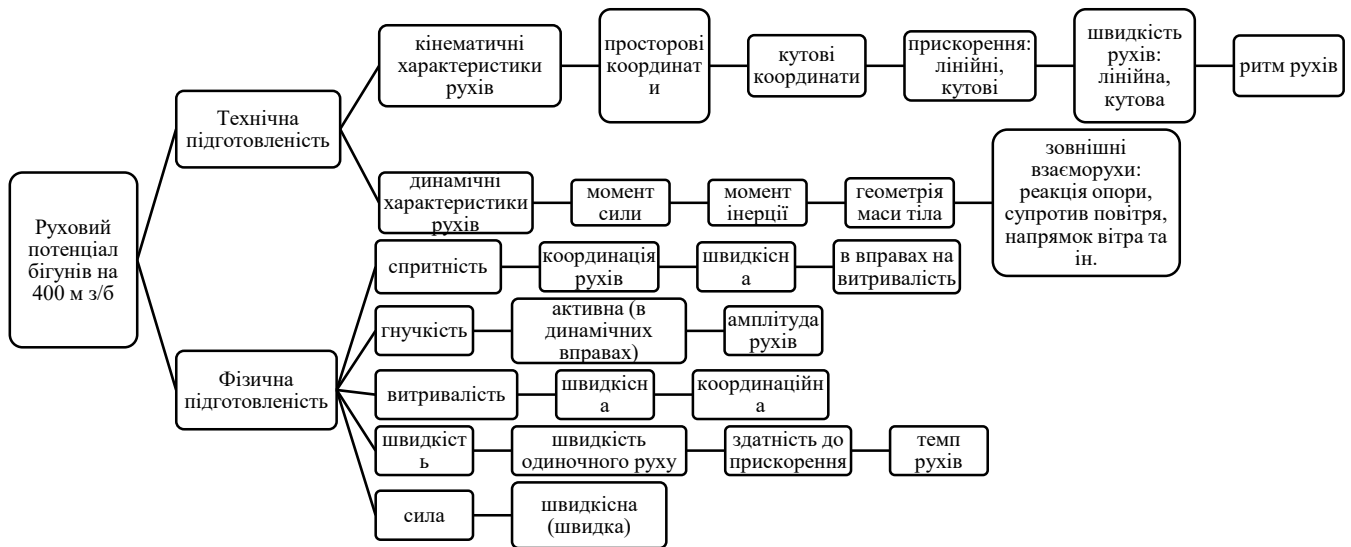 Руховий
потенціал
бігунів на
400 м з/б
Технічна
підготовленість
кінематичні
характеристики
рухів
просторові
координат
и
кутові
координати
прискорення:
лінійні,
кутові
швидкість
рухів:
лінійна,
кутова
ритм рухів
динамічні
характеристики
рухів
момент
сили
момент
інерції
геометрія
маси тіла
зовнішні
взаєморухи:
реакція опори,
супротив повітря,
напрямок вітра та
ін.
Фізична
підготовленість
спритність
координація
рухів
швидкісн
а
в вправах на
витривалість
гнучкість
активна (в
динамічних
вправах)
амплітуда
рухів
витривалість
швидкісн
а
координаційн
а
швидкіст
ь
швидкість
одиночного руху
здатність до
прискорення
темп
рухів
сила
швидкісна
(швидка)